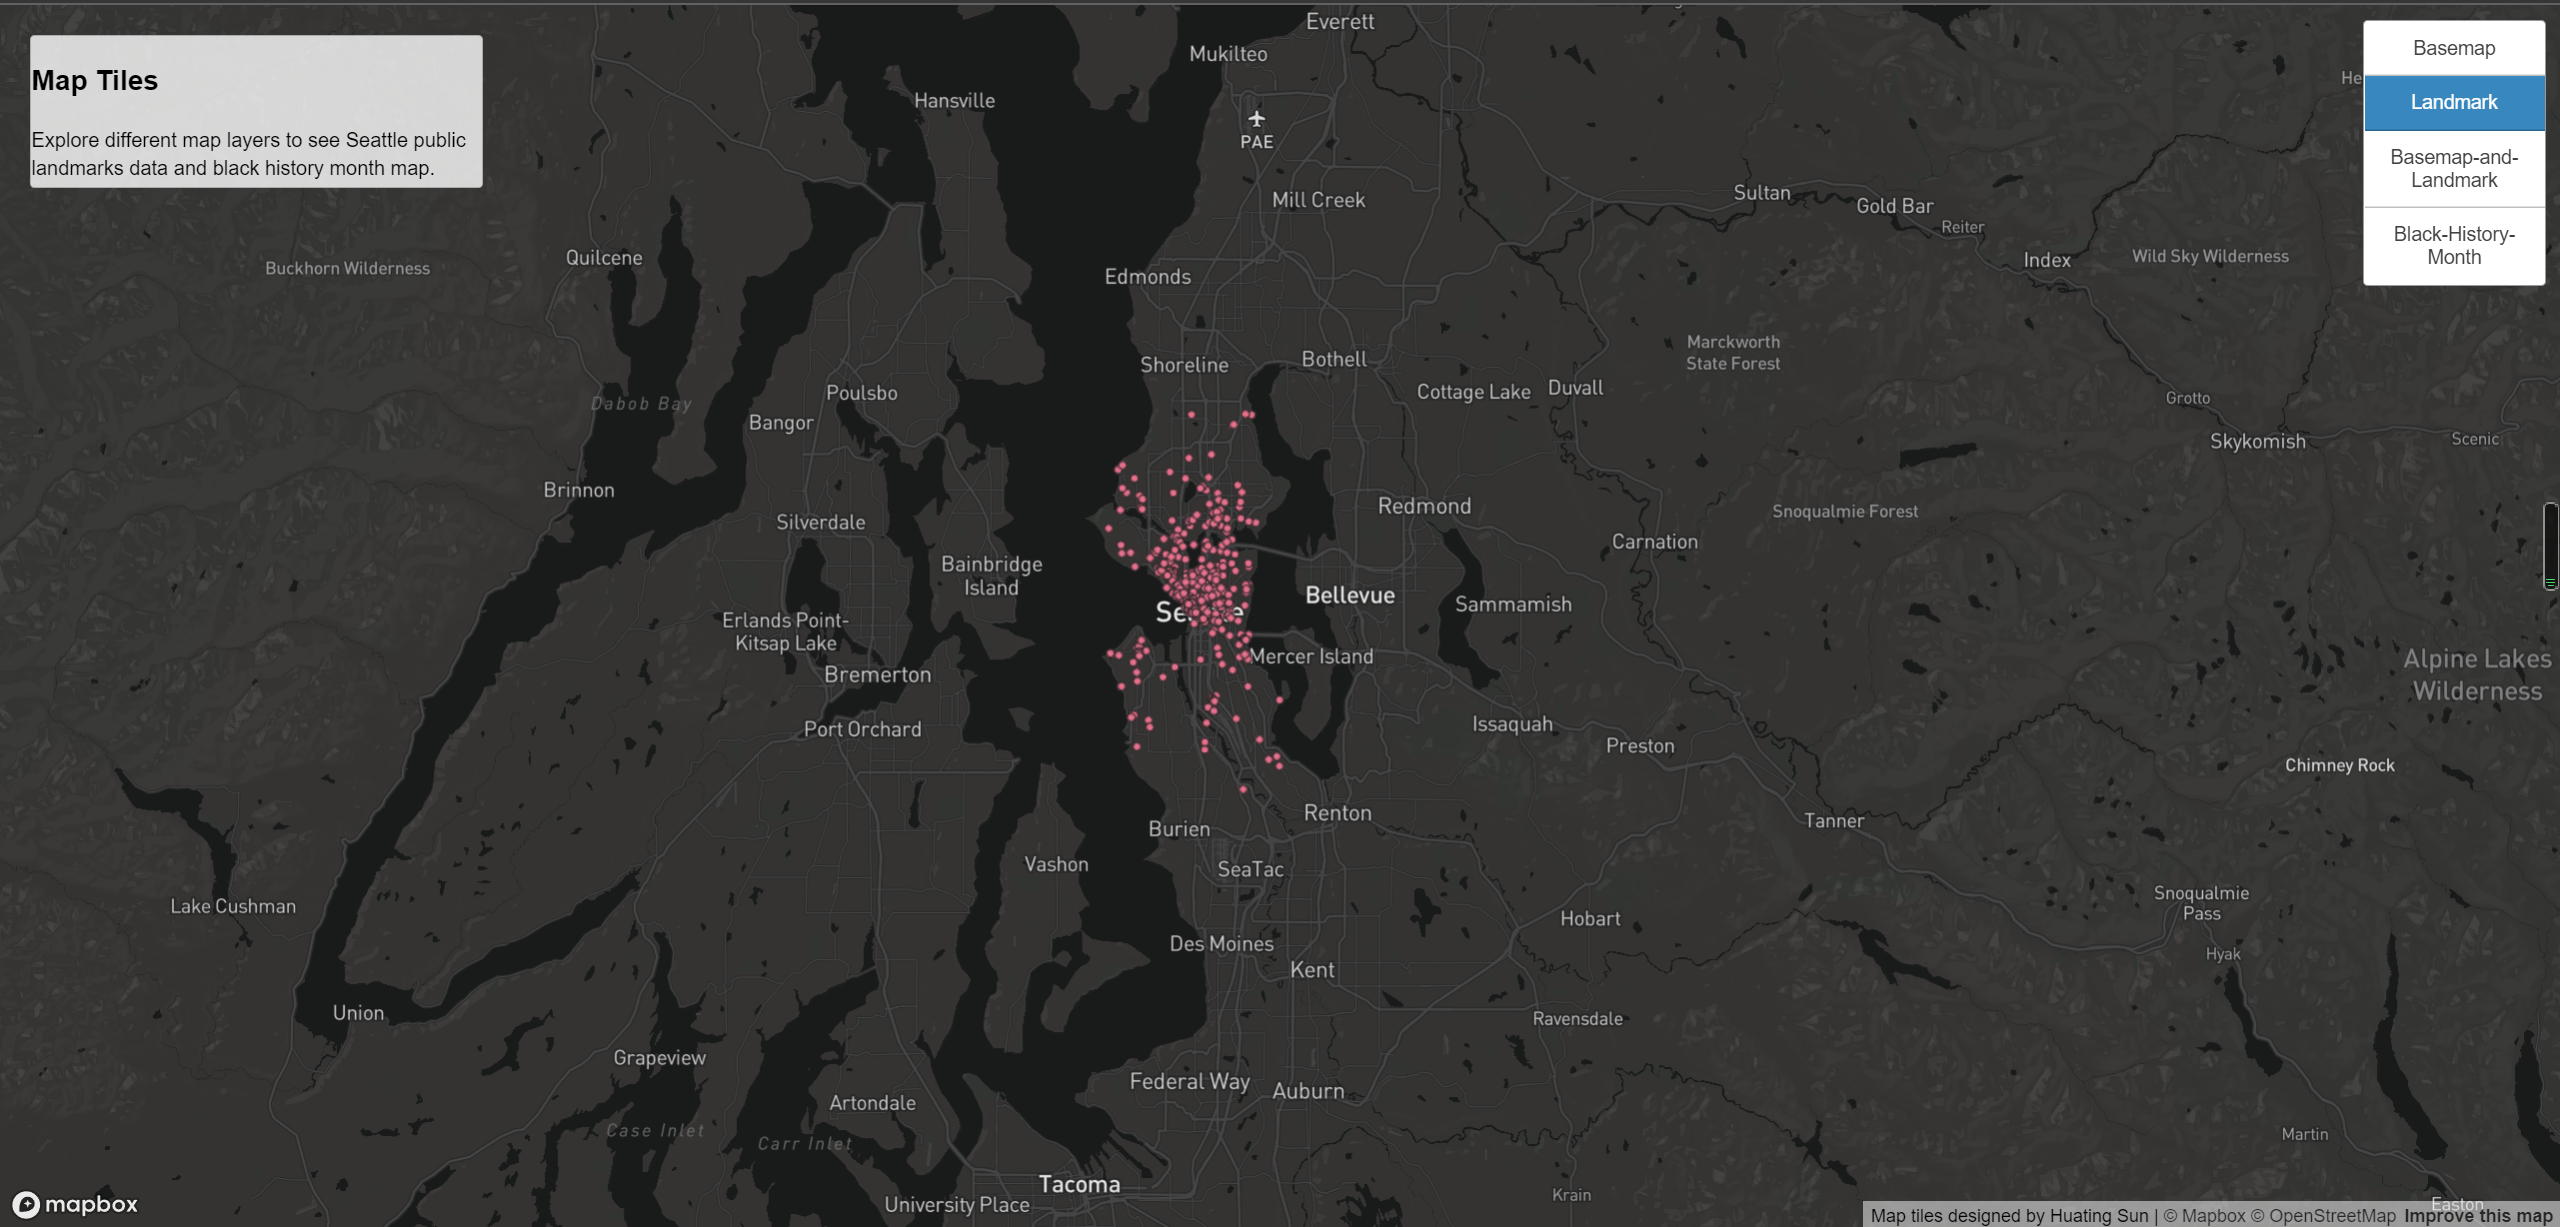 Map Tiles
Explore different map layers to see Seattle public
landmarks data and black history month map.
Basemap
Landmark
Basemap-and-
Landmark
Black-History-
Month
Everett
Mukilteo
Hansville
PAE
Mill Creek
Sultan
Gold Bar
Reiter
Index
Wild Sky Wilderness
Quilcene
Buckhorn Wilderness
Edmonds
Marckworth
State Forest
Shoreline
Bothell
Cottage Lake
Duvall
Poulsbo
Dabob Bay
Bangor
Grotto
Skykomish
Scenic
Brinnon
Silverdale
Redmond
Snoqualmie Forest
Carnation
Bainbridge
Island
Bellevue
Sammamish
Erlands Point-
Kitsap Lake
Mercer Island
Alpine Lakes
Wilderness
Bremerton
Port Orchard
Issaquah
Preston
Chimney Rock
Renton
Tanner
Burien
Vashon
SeaTac
Lake Cushman
Snoqualmie
Pass
Hobart
Des Moines
Hyak
Kent
Union
Ravensdale
Grapeview
Federal Way
Auburn
Artondale
Case Inlet
Carr Inlet
Martin
Tacoma
University Place
Krain
Easton
mapbox
Map tiles designed by Huating Sun | © Mapbox © OpenStreetMap Improve this map